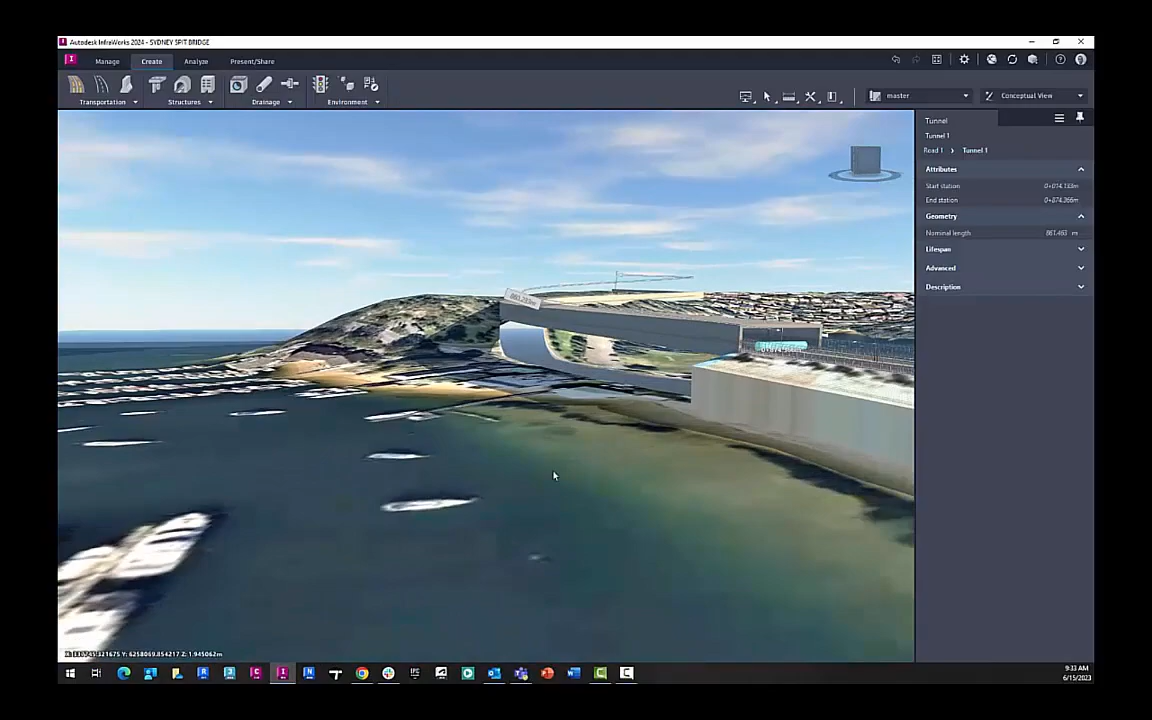 Autodesk InfraWorks 2024 - SYDNEY SPIT BRIDGE
Manage Create Analyze Present/Share
Transportation Structures Drainage Environment
master Conceptual View
Tunnel
Tunnel 1
Road 1 Tunnel 1
Attributes
Start station
End station
Geometry
Nominal length m
Lifespan
Advanced
Description
9:33 AM
6/15/2023